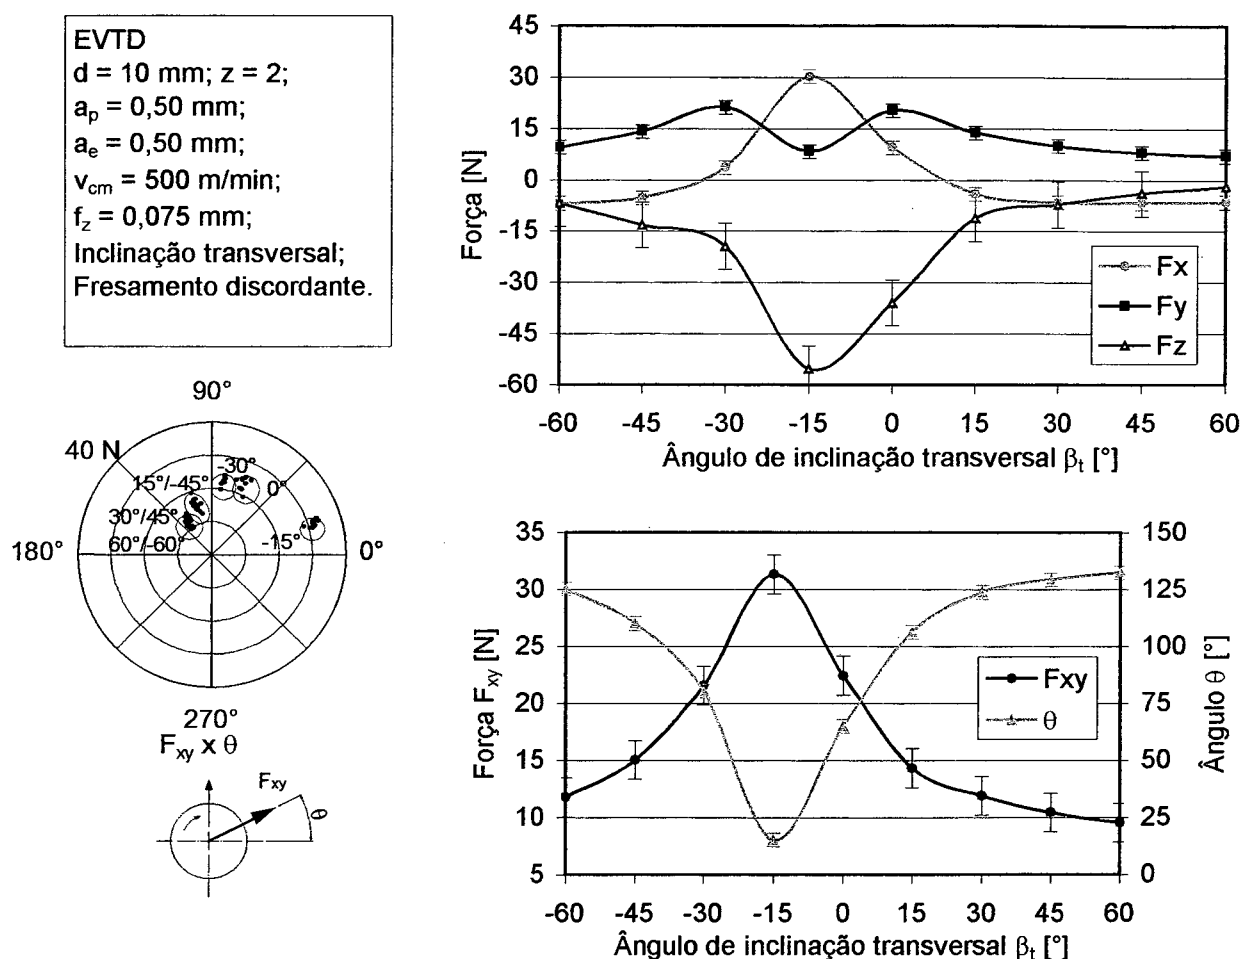 EVTD
d = 10 mm; z = 2;
a_p = 0,50 mm;
a_e = 0,50 mm;
v_cm = 500 m/min;
f_z = 0,075 mm;
Inclinação transversal;
Fresamento discordante.
45
30
15
0
-15
-30
-45
-60
Força [N]
Fx
Fy
Fz
-60 -45 -30 -15 0 15 30 45 60
Ângulo de inclinação transversal β_t [°]
90°
40 N
-30°
15°/-45°
0°
30°/45°
60°/-60°
-15°
180°
0°
270°
F_xy x θ
F_xy
θ
35
30
25
20
15
10
5
Força F_xy [N]
150
125
100
75
50
25
0
Ângulo θ [°]
Fxy
θ
-60 -45 -30 -15 0 15 30 45 60
Ângulo de inclinação transversal β_t [°]